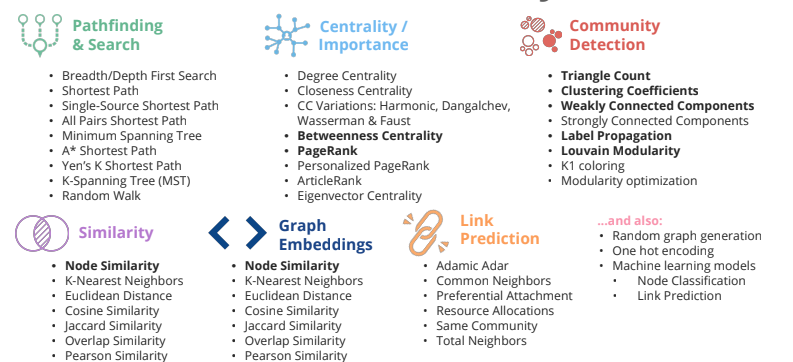 Pathfinding
& Search
• Breadth/Depth First Search
• Shortest Path
• Single-Source Shortest Path
• All Pairs Shortest Path
• Minimum Spanning Tree
• A* Shortest Path
• Yen's K Shortest Path
• K-Spanning Tree (MST)
• Random Walk
Centrality /
Importance
• Degree Centrality
• Closeness Centrality
• CC Variations: Harmonic, Dangalchev,
Wasserman & Faust
• Betweenness Centrality
• PageRank
• Personalized PageRank
• ArticleRank
• Eigenvector Centrality
Community
Detection
• Triangle Count
• Clustering Coefficients
• Weakly Connected Components
• Strongly Connected Components
• Label Propagation
• Louvain Modularity
• K1 coloring
• Modularity optimization
Similarity
• Node Similarity
• K-Nearest Neighbors
• Euclidean Distance
• Cosine Similarity
• Jaccard Similarity
• Overlap Similarity
• Pearson Similarity
Graph
Embeddings
• Node Similarity
• K-Nearest Neighbors
• Euclidean Distance
• Cosine Similarity
• Jaccard Similarity
• Overlap Similarity
• Pearson Similarity
Link
Prediction
• Adamic Adar
• Common Neighbors
• Preferential Attachment
• Resource Allocations
• Same Community
• Total Neighbors
...and also:
• Random graph generation
• One hot encoding
• Machine learning models
• Node Classification
• Link Prediction